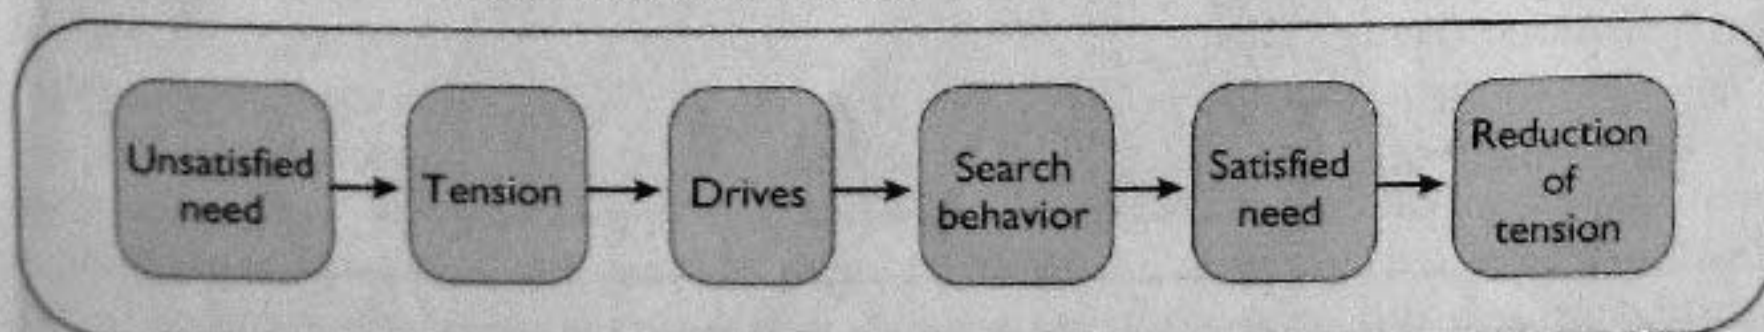 Unsatisfied
need
Tension
Drives
Search
behavior
Satisfied
need
Reduction
of
tension